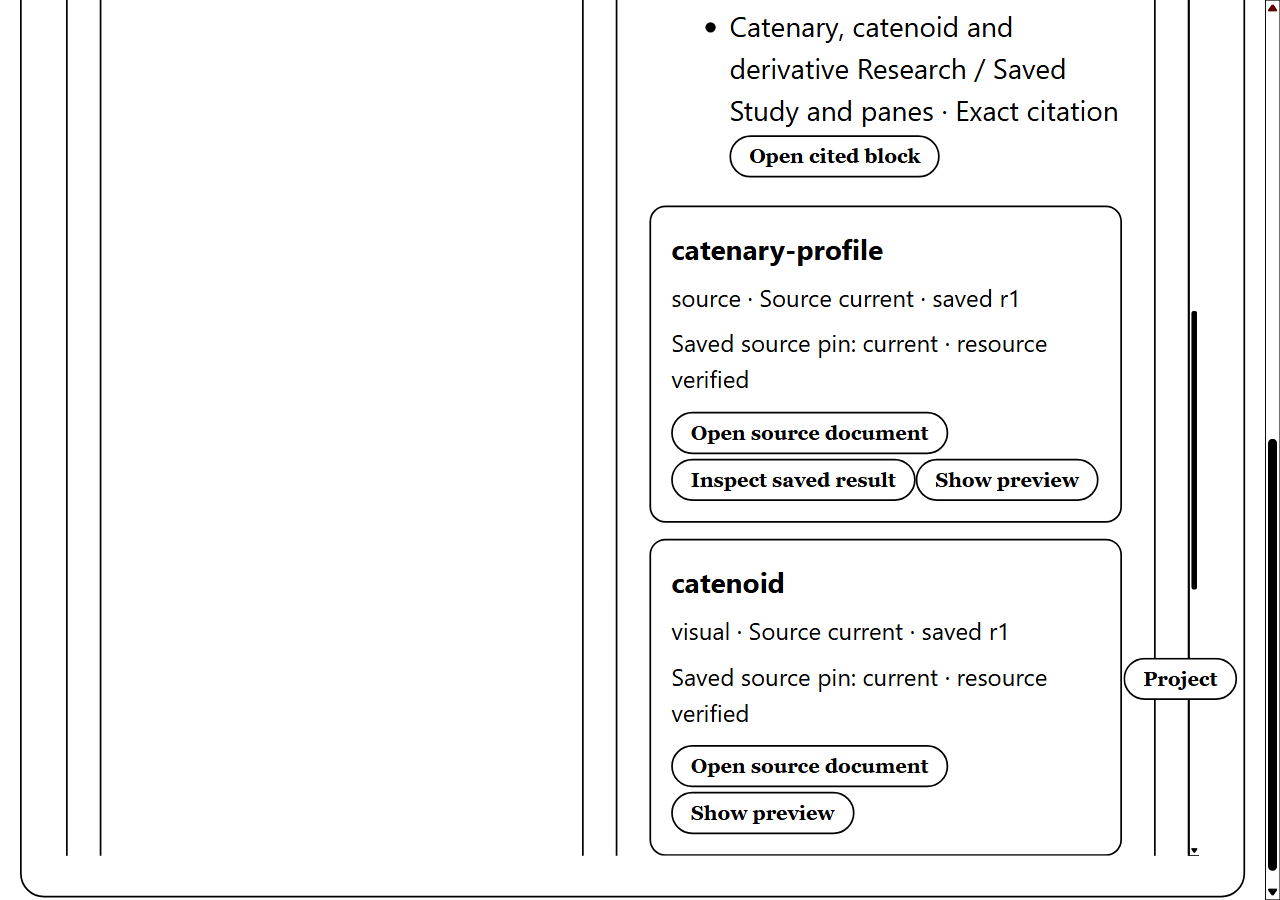 Catenary, catenoid and
derivative Research / Saved
Study and panes · Exact citation
Open cited block
catenary-profile
source · Source current · saved r1
Saved source pin: current · resource
verified
Open source document
Inspect saved result
Show preview
catenoid
visual · Source current · saved r1
Saved source pin: current · resource
verified
Project
Open source document
Show preview